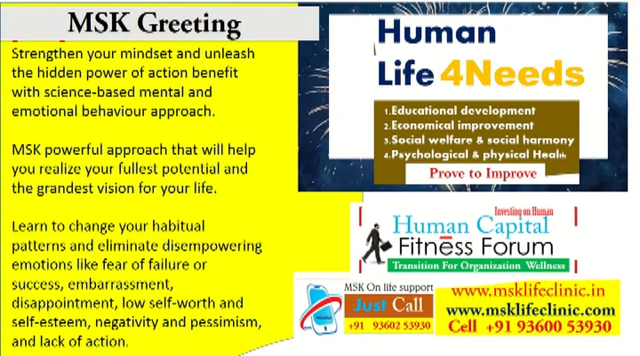 MSK Greeting
Strengthen your mindset and unleash
the hidden power of action benefit
with science-based mental and
emotional behaviour approach.
MSK powerful approach that will help
you realize your fullest potential and
the grandest vision for your life.
Learn to change your habitual
patterns and eliminate disempowering
emotions like fear of failure or
success, embarrassment,
disappointment, low self-worth and
self-esteem, negativity and pessimism,
and lack of action.
Human
Life 4Needs
1.Educational development
2.Economical improvement
3.Social welfare & social harmony
4.Psychological & physical Health
Prove to Improve
Investing on Human
Human Capital
Fitness Forum
Transition For Organization Wellness
MSK On life support
Just Call
+91 93602 53930
www.msklifeclinic.in
www.msklifeclinic.com
Cell +91 93600 53930